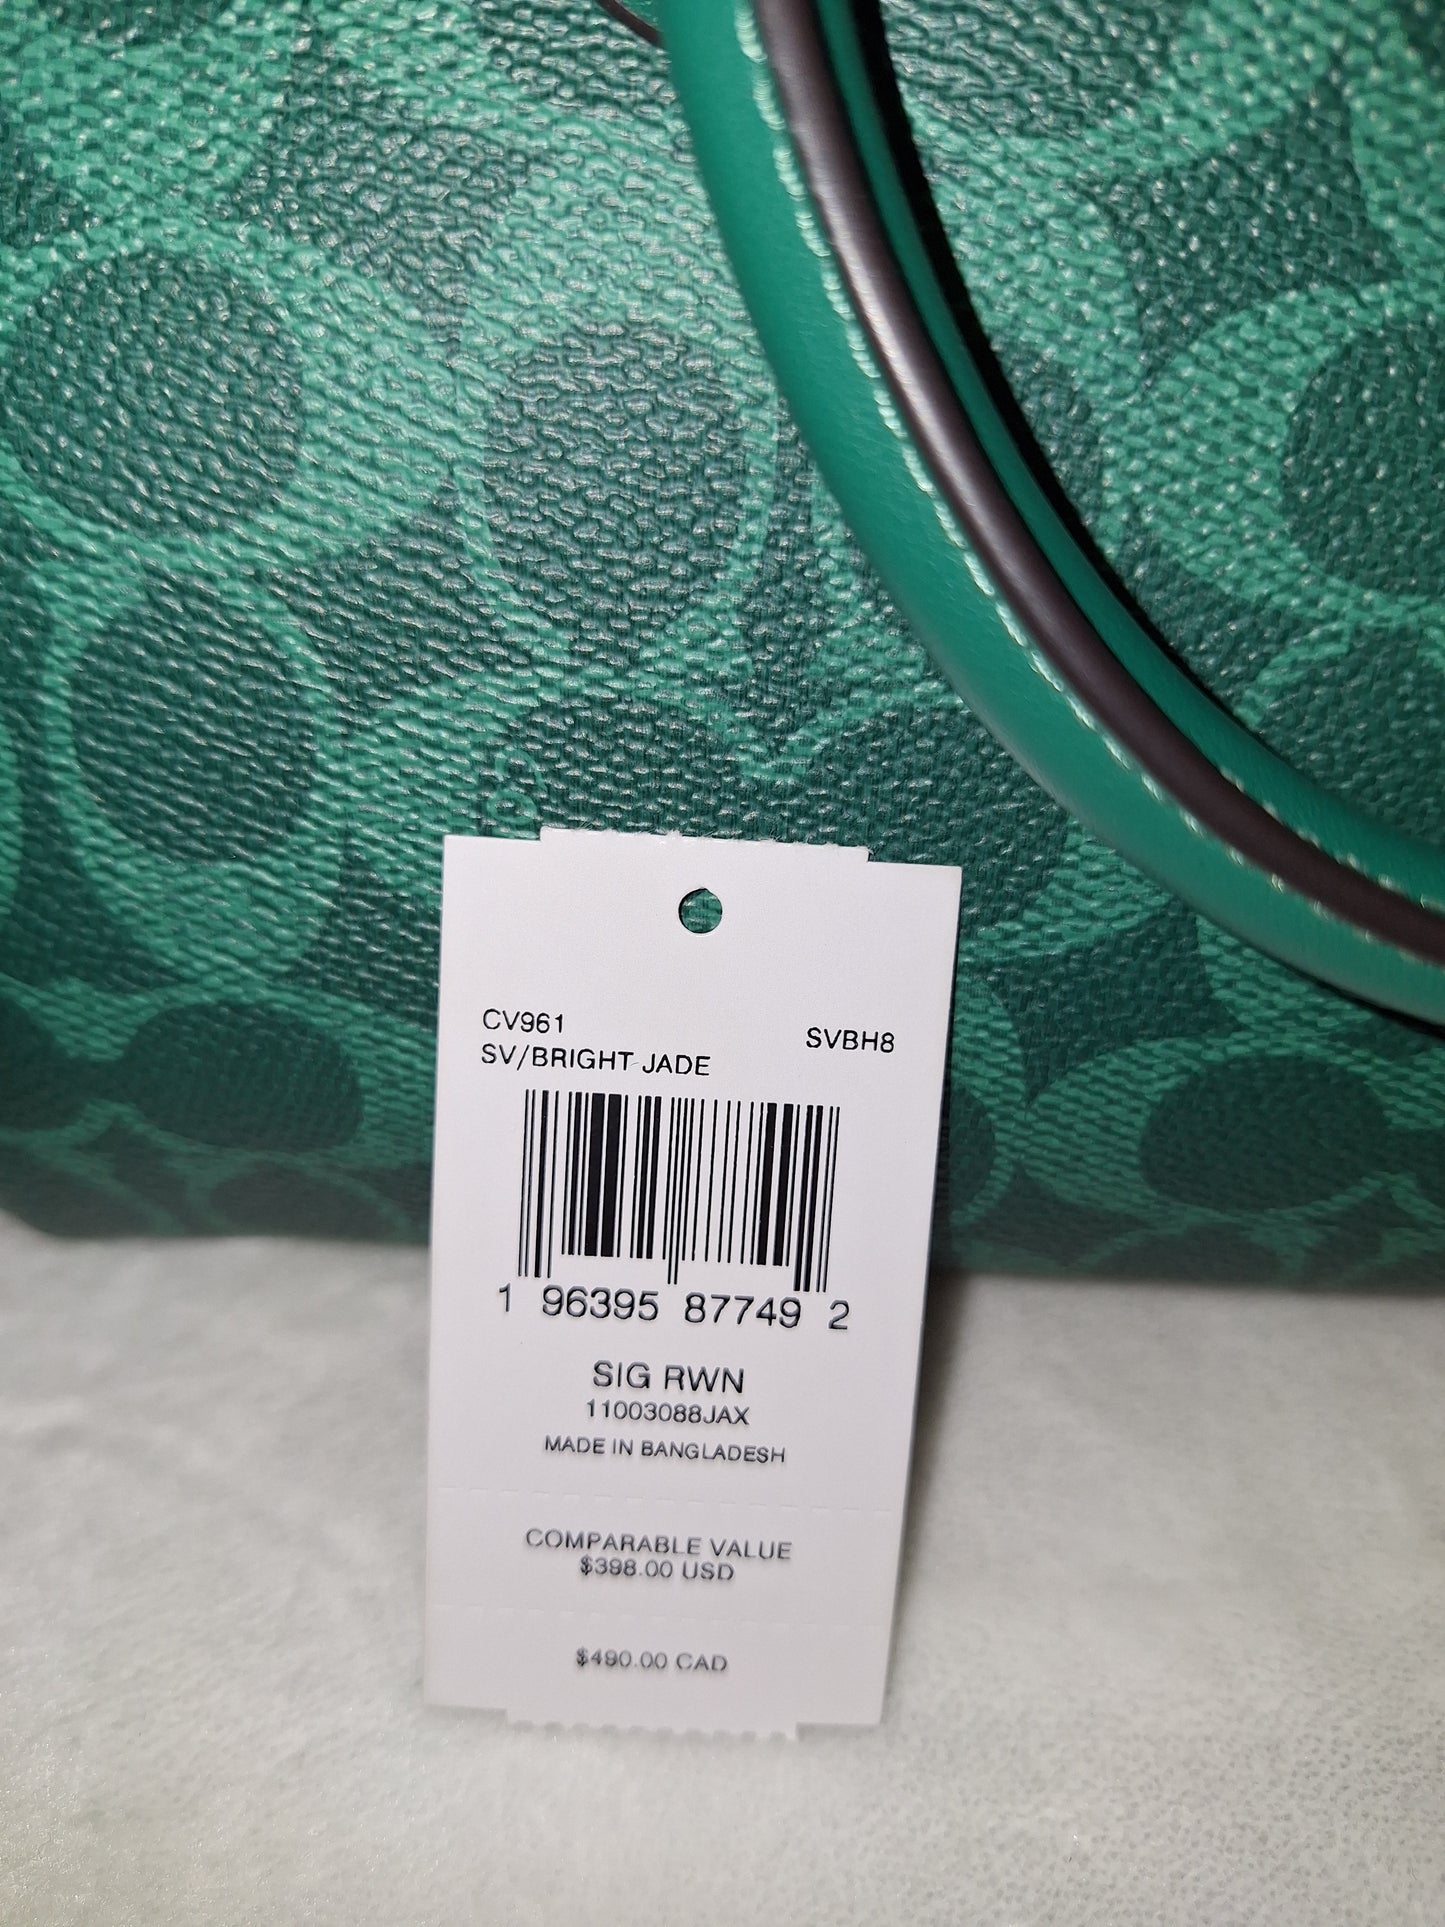 CV961
SVBH8
SV/BRIGHT JADE
1 96395 87749 2
SIG RWN
11003088JAX
MADE IN BANGLADESH
COMPARABLE VALUE
$398.00 USD
$490.00 CAD